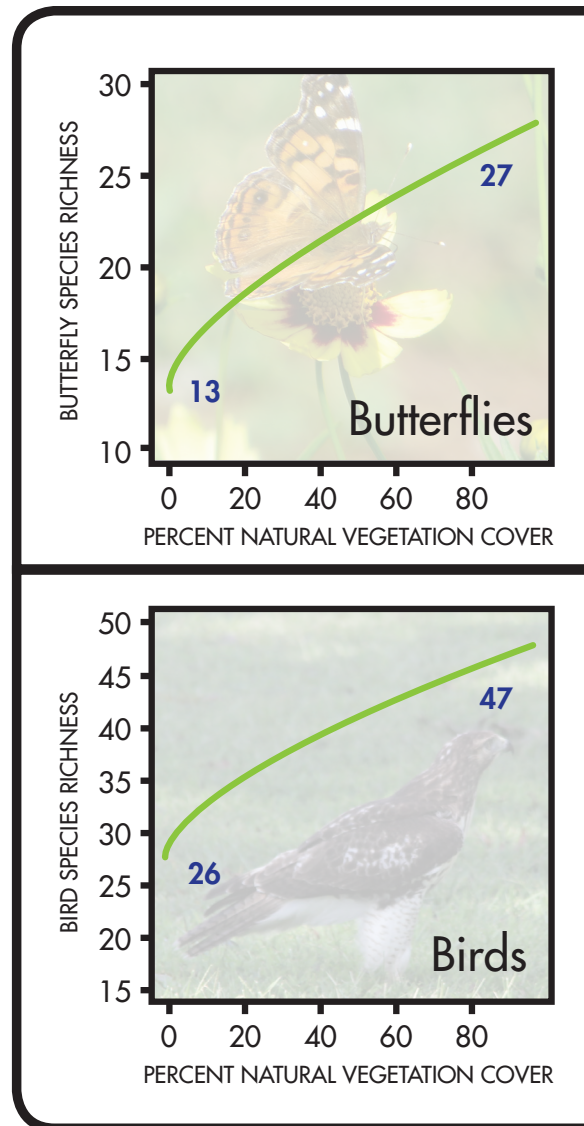 BUTTERFLY SPECIES RICHNESS
30
25
20
15
10
27
13
Butterflies
0 20 40 60 80
PERCENT NATURAL VEGETATION COVER
BIRD SPECIES RICHNESS
50
45
40
35
30
25
20
15
47
26
Birds
0 20 40 60 80
PERCENT NATURAL VEGETATION COVER